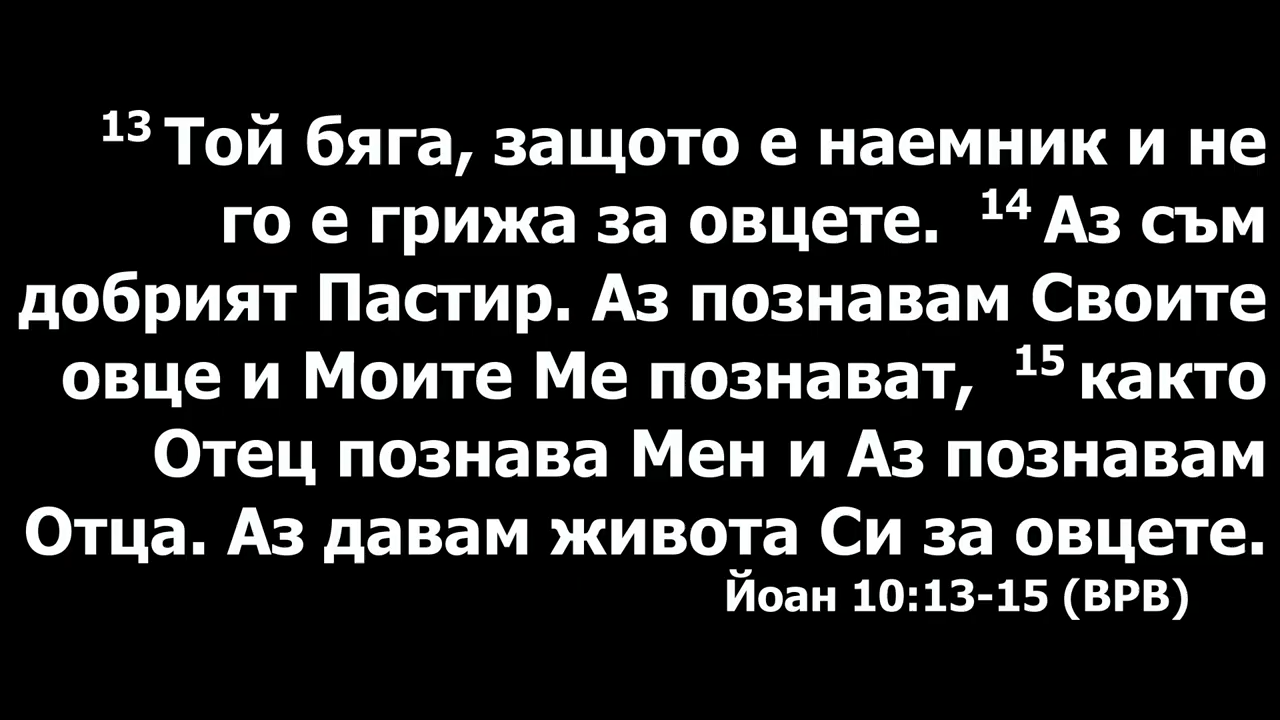 13 Той бяга, защото е наемник и не
го е грижа за овцете. 14 Аз съм
добрият Пастир. Аз познавам Своите
овце и Моите Ме познават, 15 както
Отец познава Мен и Аз познавам
Отца. Аз давам живота Си за овцете.
Йоан 10:13-15 (ВРВ)